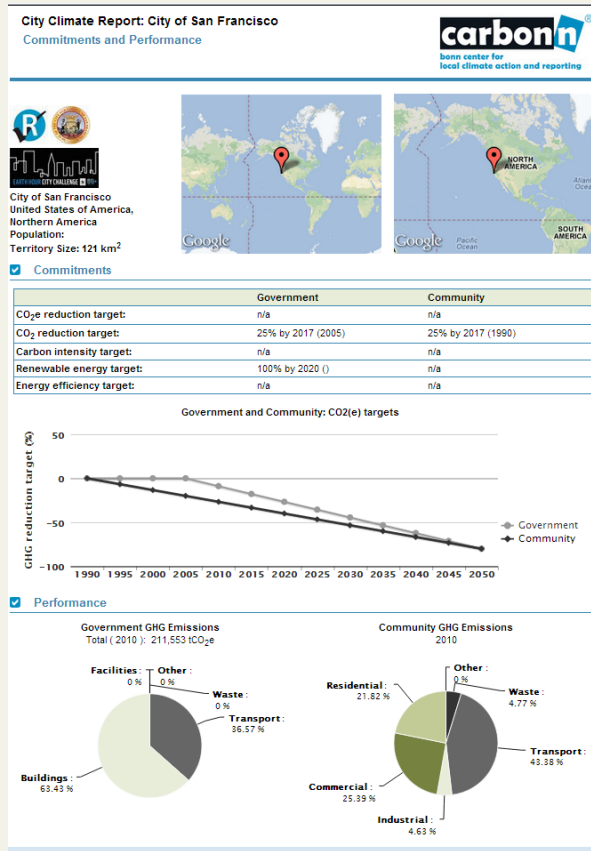 City Climate Report: City of San Francisco
Commitments and Performance
carbonn®
bonn center for
local climate action and reporting
R
EARTH HOUR CITY CHALLENGE
City of San Francisco
United States of America,
Northern America
Population:
Territory Size: 121 km²
Google
NORTH
AMERICA
SOUTH
AMERICA
Pacific
Ocean
Google
Commitments
Government Community
CO₂e reduction target: n/a n/a
CO₂ reduction target: 25% by 2017 (2005) 25% by 2017 (1990)
Carbon intensity target: n/a n/a
Renewable energy target: 100% by 2020 () n/a
Energy efficiency target: n/a n/a
Government and Community: CO2(e) targets
GHG reduction target (%)
50
0
−50
−100
1990 1995 2000 2005 2010 2015 2020 2025 2030 2035 2040 2045 2050
Government
Community
Performance
Government GHG Emissions
Total ( 2010 ): 211,553 tCO₂e
Facilities :
0 %
Other :
0 %
Waste :
0 %
Transport :
36.57 %
Buildings :
63.43 %
Community GHG Emissions
2010
Other :
0 %
Waste :
4.77 %
Residential :
21.82 %
Transport :
43.38 %
Commercial :
25.39 %
Industrial :
4.63 %